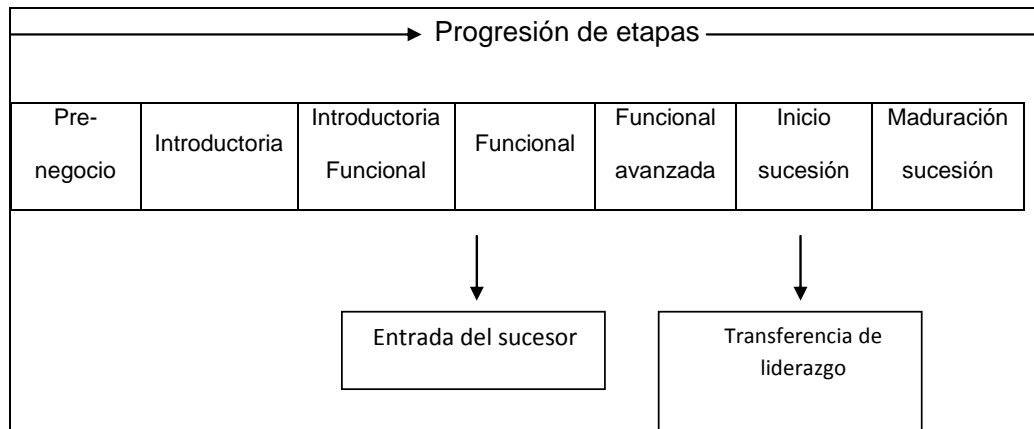 Progresión de etapas
Pre-
negocio
Introductoria
Introductoria
Funcional
Funcional
Funcional
avanzada
Inicio
sucesión
Maduración
sucesión
Entrada del sucesor
Transferencia de
liderazgo